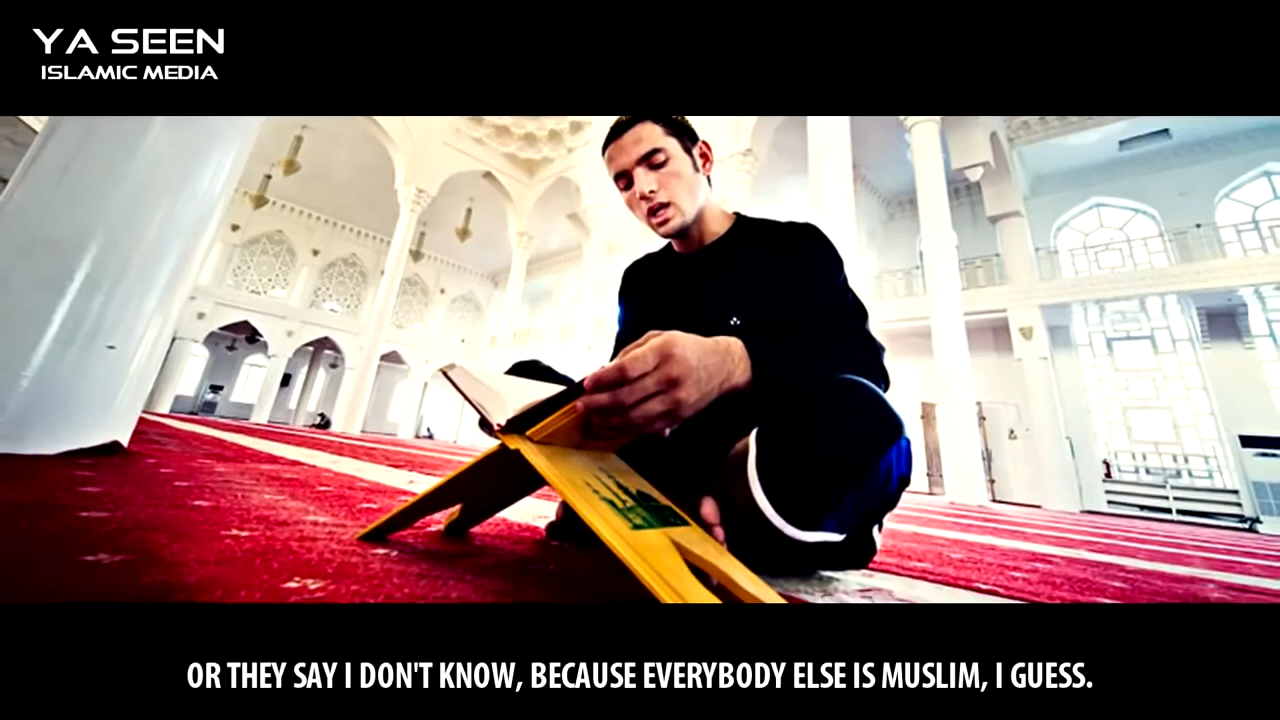 YA SEEN
ISLAMIC MEDIA
OR THEY SAY I DON'T KNOW, BECAUSE EVERYBODY ELSE IS MUSLIM, I GUESS.